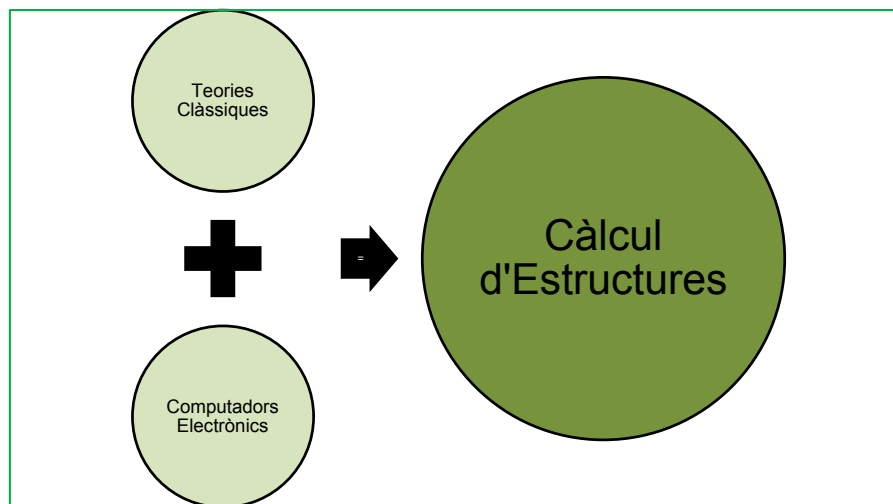 Teories
Clàssiques
=
Càlcul
d'Estructures
Computadors
Electrònics